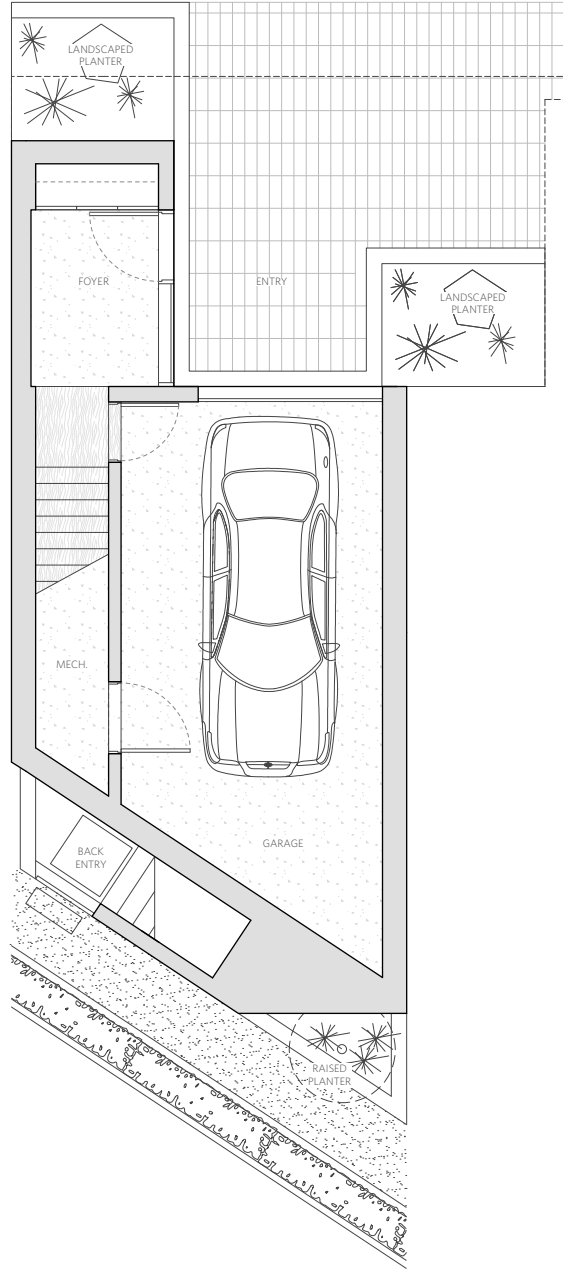 LANDSCAPED
PLANTER
FOYER
ENTRY
LANDSCAPED
PLANTER
MECH.
GARAGE
BACK
ENTRY
RAISED
PLANTER